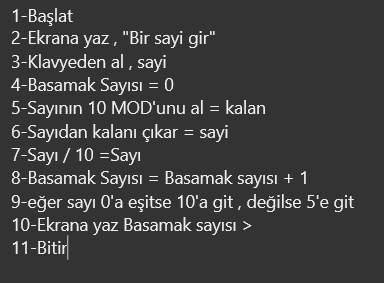 1-Başlat
2-Ekrana yaz , "Bir sayi gir"
3-Klavyeden al , sayi
4-Basamak Sayısı = 0
5-Sayının 10 MOD'unu al = kalan
6-Sayıdan kalanı çıkar = sayi
7-Sayı / 10 =Sayı
8-Basamak Sayısı = Basamak sayısı + 1
9-eğer sayı 0'a eşitse 10'a git , değilse 5'e git
10-Ekrana yaz Basamak sayısı >
11-Bitir